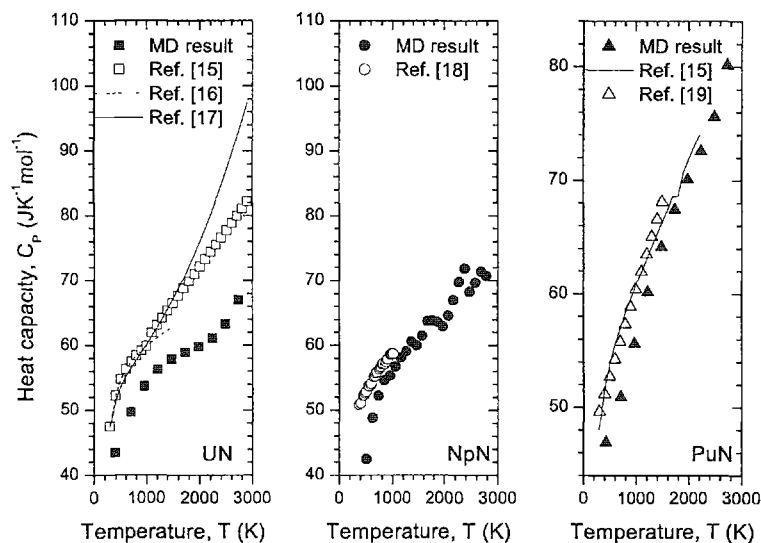 Heat capacity, C_P (JK⁻¹mol⁻¹)
110
100
90
80
70
60
50
40
MD result
Ref. [15]
Ref. [16]
Ref. [17]
UN
0 1000 2000 3000
Temperature, T (K)
110
100
90
80
70
60
50
40
MD result
Ref. [18]
NpN
0 1000 2000 3000
Temperature, T (K)
80
70
60
50
MD result
Ref. [15]
Ref. [19]
PuN
0 1000 2000 3000
Temperature, T (K)